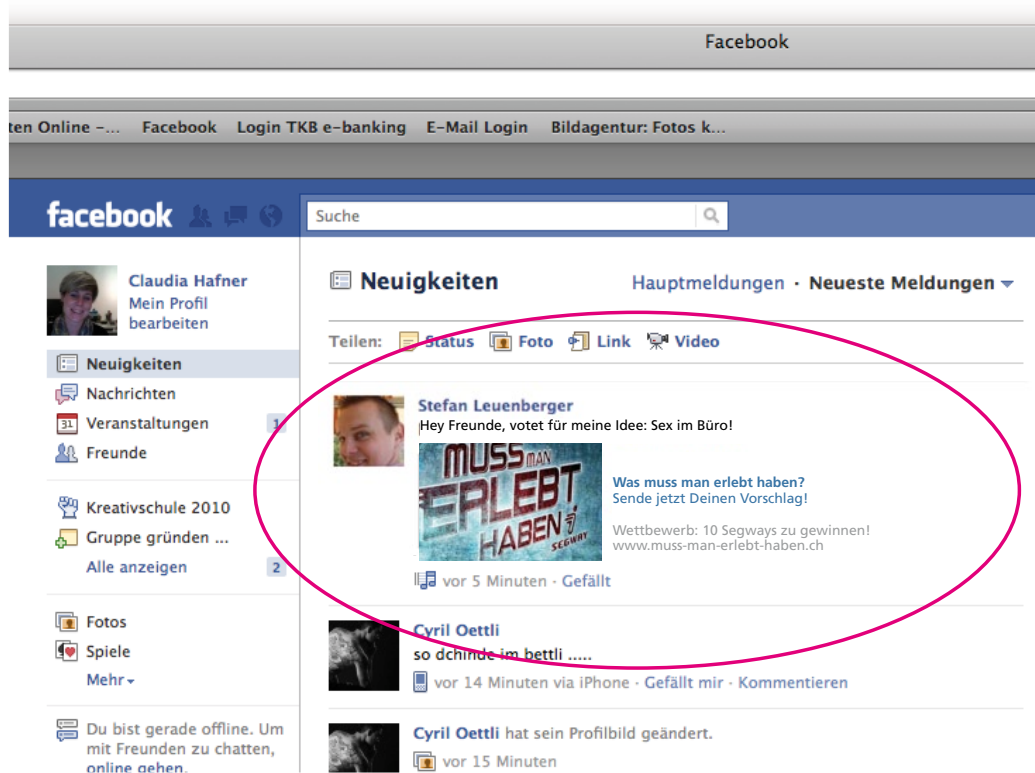 Facebook
ten Online –... Facebook Login TKB e-banking E-Mail Login Bildagentur: Fotos k...
facebook
Suche
Claudia Hafner
Mein Profil
bearbeiten
Neuigkeiten
Nachrichten
31 Veranstaltungen 1
Freunde
Kreativschule 2010
Gruppe gründen ...
Alle anzeigen 2
Fotos
Spiele
Mehr
Du bist gerade offline. Um
mit Freunden zu chatten,
online gehen.
Neuigkeiten
Hauptmeldungen · Neueste Meldungen
Teilen: Status Foto Link Video
Stefan Leuenberger
Hey Freunde, votet für meine Idee: Sex im Büro!
MUSS MAN
ERLEBT
HABEN
SEGWAY
Was muss man erlebt haben?
Sende jetzt Deinen Vorschlag!
Wettbewerb: 10 Segways zu gewinnen!
www.muss-man-erlebt-haben.ch
vor 5 Minuten · Gefällt
Cyril Oettli
so dchinde im bettli .....
vor 14 Minuten via iPhone · Gefällt mir · Kommentieren
Cyril Oettli hat sein Profilbild geändert.
vor 15 Minuten